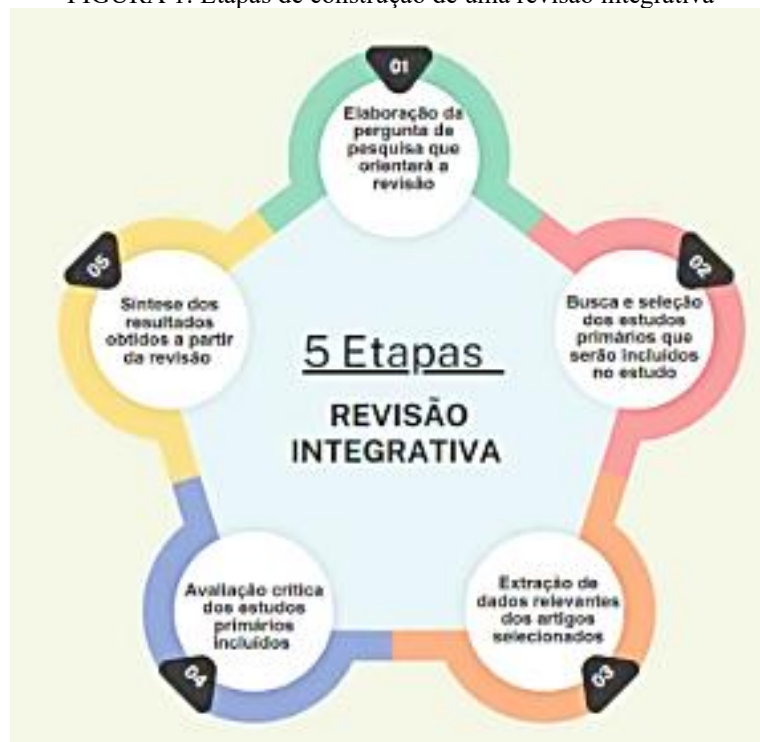 FIGURA 1: Etapas de construção de uma revisão integrativa
01
Elaboração da
pergunta de
pesquisa que
orientará a
revisão
02
Busca e seleção
dos estudos
primários que
serão incluídos
no estudo
03
Extração de
dados relevantes
dos artigos
selecionados
04
Avaliação crítica
dos estudos
primários
incluídos
05
Síntese dos
resultados
obtidos a partir
da revisão
5 Etapas
REVISÃO
INTEGRATIVA